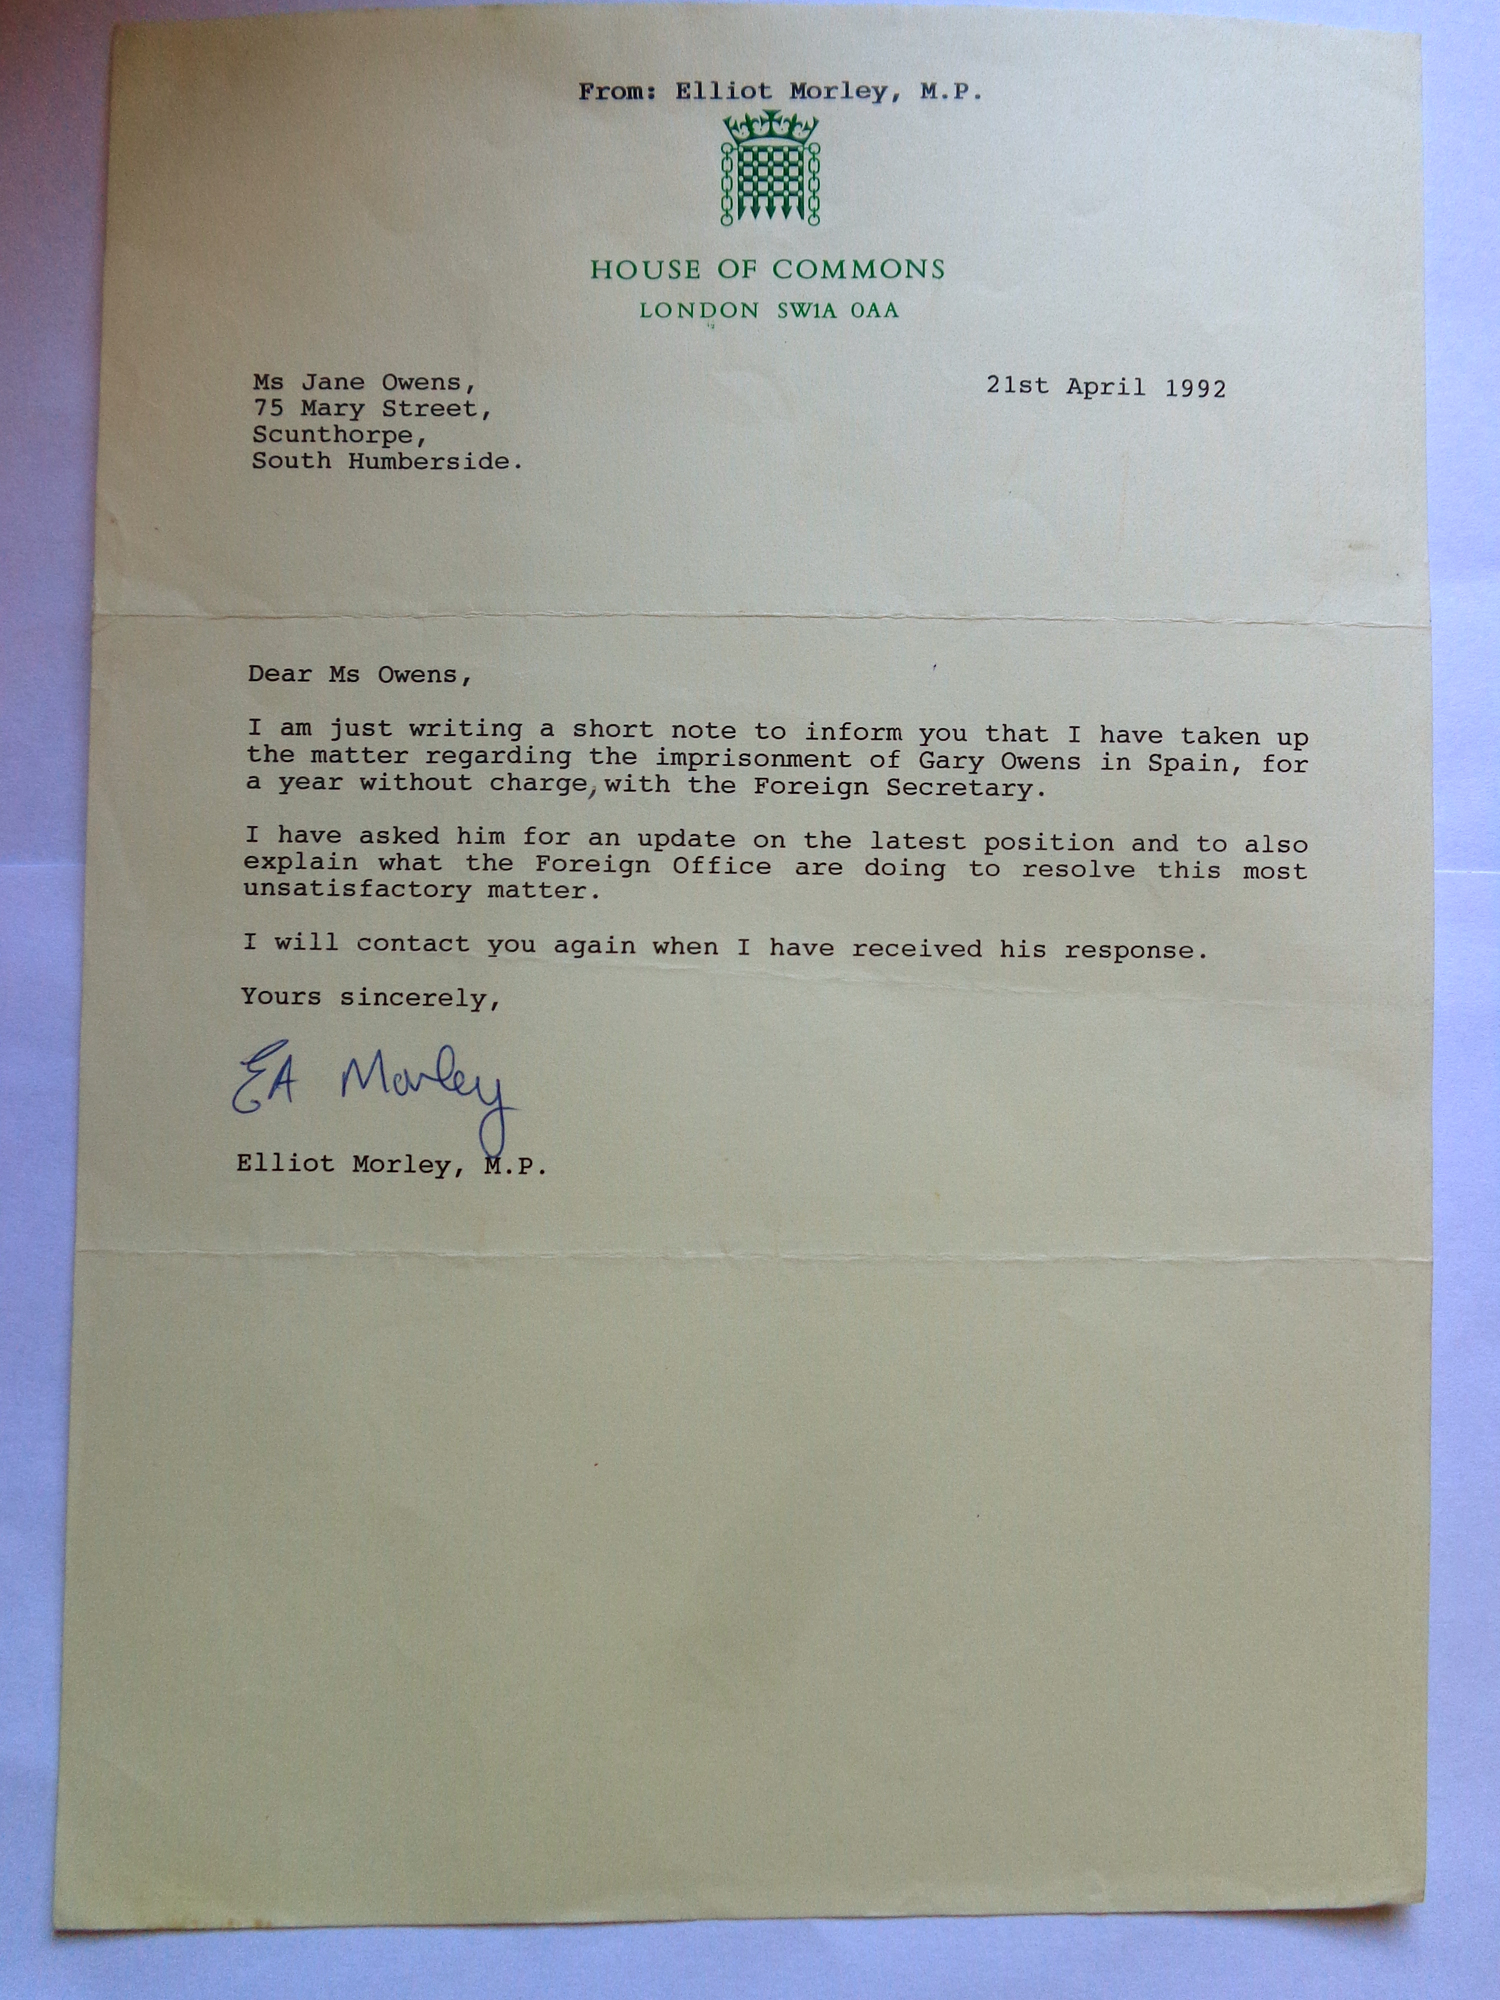 From: Elliot Morley, M.P.
HOUSE OF COMMONS
LONDON SW1A 0AA
Ms Jane Owens,
21st April 1992
75 Mary Street,
Scunthorpe,
South Humberside.
Dear Ms Owens,
I am just writing a short note to inform you that I have taken up
the matter regarding the imprisonment of Gary Owens in Spain, for
a year without charge, with the Foreign Secretary.
I have asked him for an update on the latest position and to also
explain what the Foreign Office are doing to resolve this most
unsatisfactory matter.
I will contact you again when I have received his response.
Yours sincerely,
EA Morley
Elliot Morley, M.P.